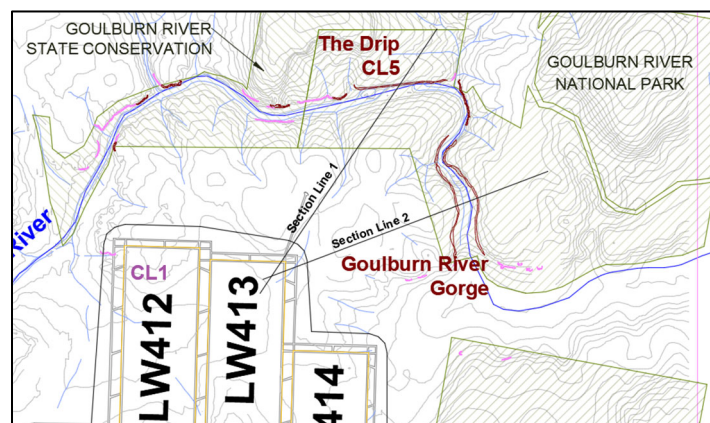 GOULBURN RIVER
STATE CONSERVATION
The Drip
CL5
GOULBURN RIVER
NATIONAL PARK
Section Line 1
Section Line 2
River
Goulburn River
Gorge
CL1
LW412
LW413
414